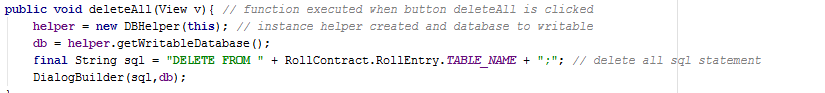 public void deleteAll(View v){ // function executed when button deleteAll is clicked
helper = new DBHelper(this); // instance helper created and database to writable
db = helper.getWritableDatabase();
final String sql = "DELETE FROM " + RollContract.RollEntry.TABLE_NAME + ";"; // delete all sql statement
DialogBuilder(sql,db);